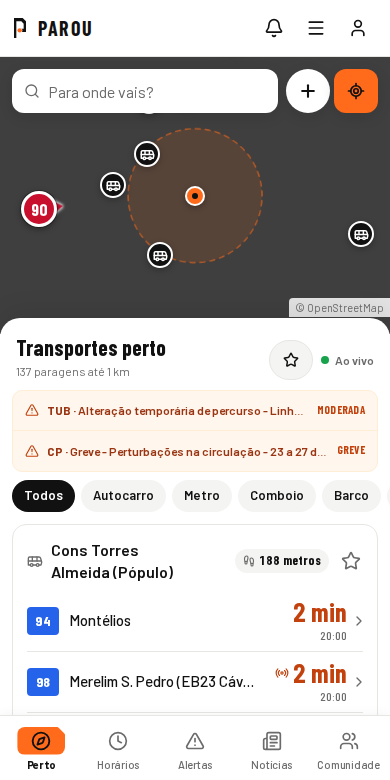 PAROU
Para onde vais?
90
© OpenStreetMap
Transportes perto
137 paragens até 1 km
Ao vivo
TUB · Alteração temporária de percurso - Linh...
MODERADA
CP · Greve - Perturbações na circulação - 23 a 27 d...
GREVE
Todos
Autocarro
Metro
Comboio
Barco
Cons Torres
Almeida (Pópulo)
188 metros
94
Montélios
2 min
20:00
98
Merelim S. Pedro (EB23 Cáv...
2 min
20:00
Perto
Horários
Alertas
Notícias
Comunidade